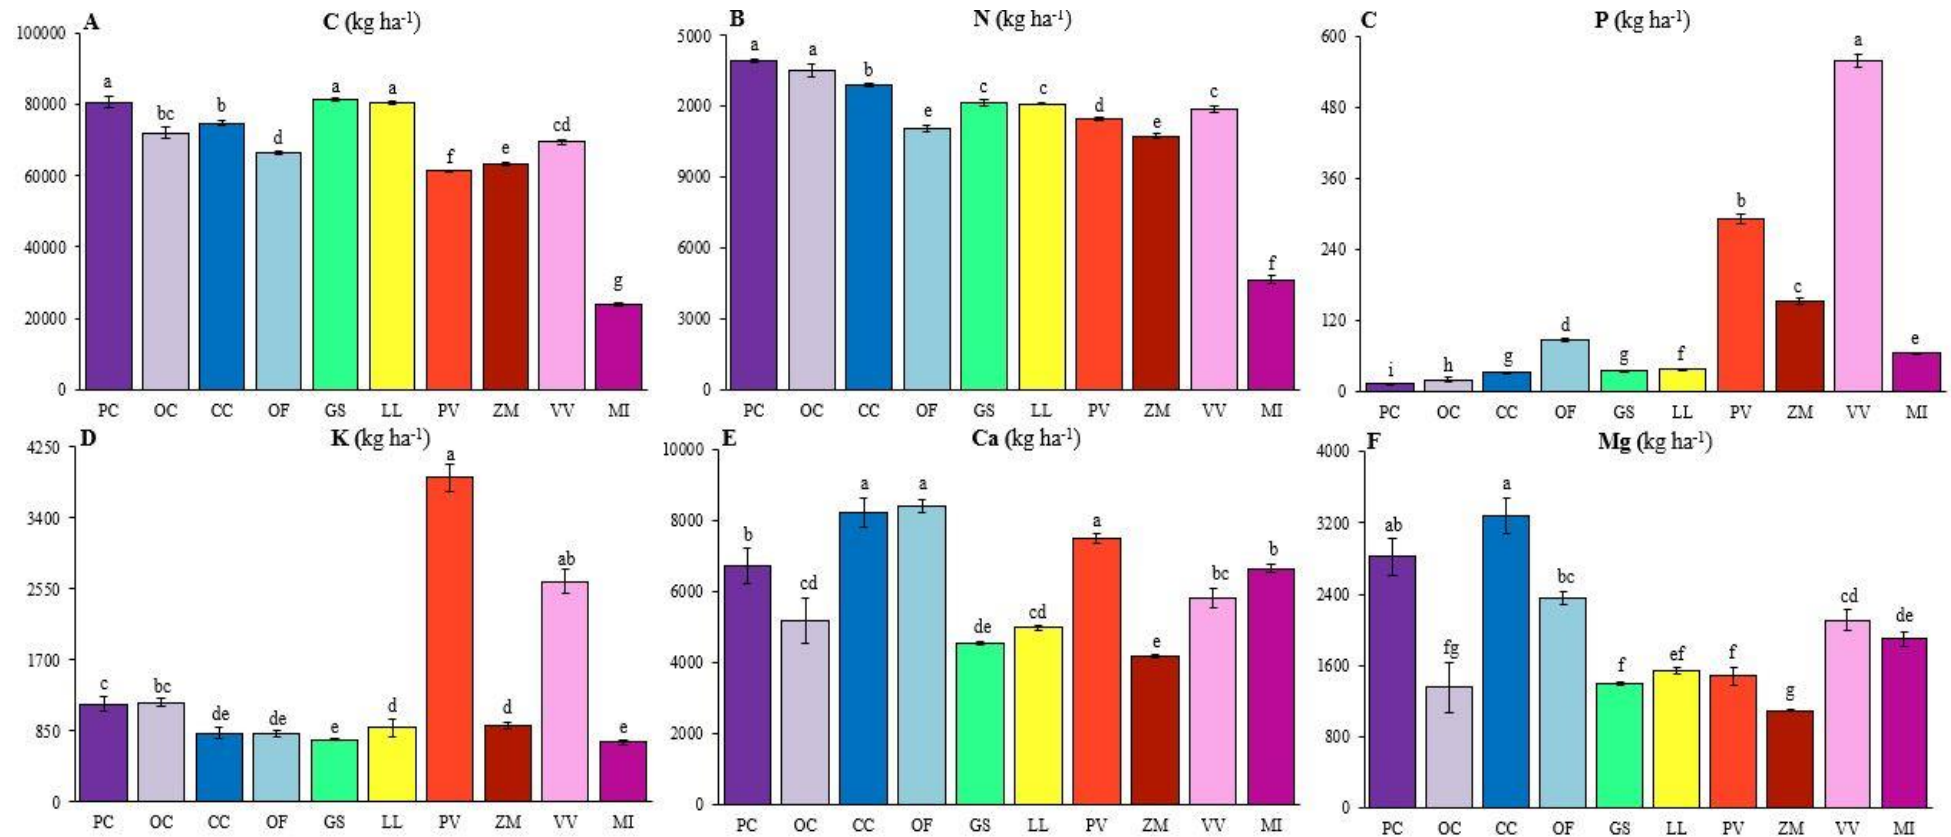 A C (kg ha-1)
100000
80000
60000
40000
20000
0
a bc b d a a f e cd g
PC OC CC OF GS LL PV ZM VV MI
B N (kg ha-1)
5000
2000
9000
6000
3000
0
a a b e c c d e c f
PC OC CC OF GS LL PV ZM VV MI
C P (kg ha-1)
600
480
360
240
120
0
i h g d g f b c a e
PC OC CC OF GS LL PV ZM VV MI
D K (kg ha-1)
4250
3400
2550
1700
850
0
c bc de de e d a d ab e
PC OC CC OF GS LL PV ZM VV MI
E Ca (kg ha-1)
10000
8000
6000
4000
2000
0
b cd a a de cd a e bc b
PC OC CC OF GS LL PV ZM VV MI
F Mg (kg ha-1)
4000
3200
2400
1600
800
0
ab fg a bc f ef f g cd de
PC OC CC OF GS LL PV ZM VV MI